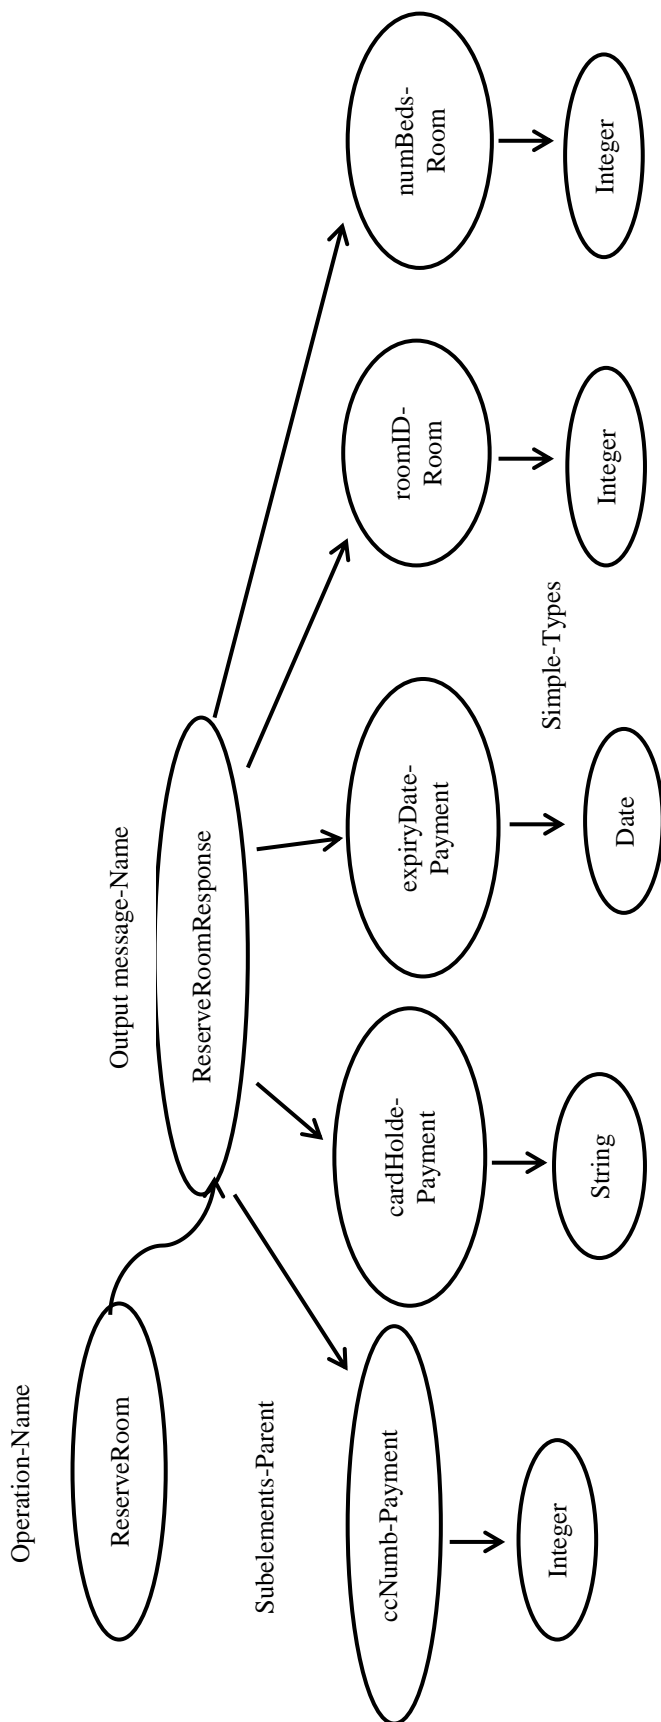 Operation-Name
ReserveRoom
Output message-Name
ReserveRoomResponse
Subelements-Parent
ccNumb-Payment
cardHolde-
Payment
expiryDate-
Payment
roomID-
Room
numBeds-
Room
Simple-Types
Integer
String
Date
Integer
Integer